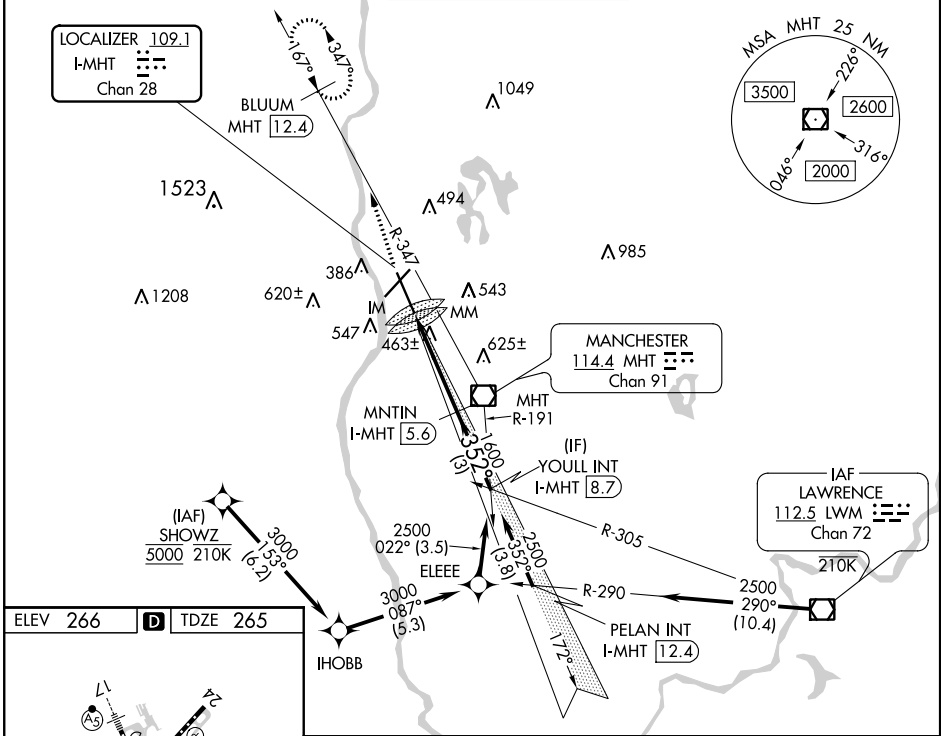 LOCALIZER 109.1
I-MHT
Chan 28
167°
347°
BLUUM
MHT 12.4
1049
MSA MHT 25 NM
3500
226°
2600
046°
316°
2000
1523
494
R-347
386
985
1208
620±
IM
543
547
MM
463±
625±
MANCHESTER
114.4 MHT
Chan 91
MNTIN
I-MHT 5.6
MHT
R-191
1600
352°
(3)
(IF)
YOULL INT
I-MHT 8.7
IAF
LAWRENCE
112.5 LWM
Chan 72
210K
R-305
(IAF)
SHOWZ
5000 210K
3000
153°
(6.2)
2500
022° (3.5)
ELEEE
2500
352°
(3.8)
R-290
2500
290°
(10.4)
3000
087°
(5.3)
IHOBB
PELAN INT
I-MHT 12.4
172°
ELEV 266
D
TDZE 265
17
24
A5